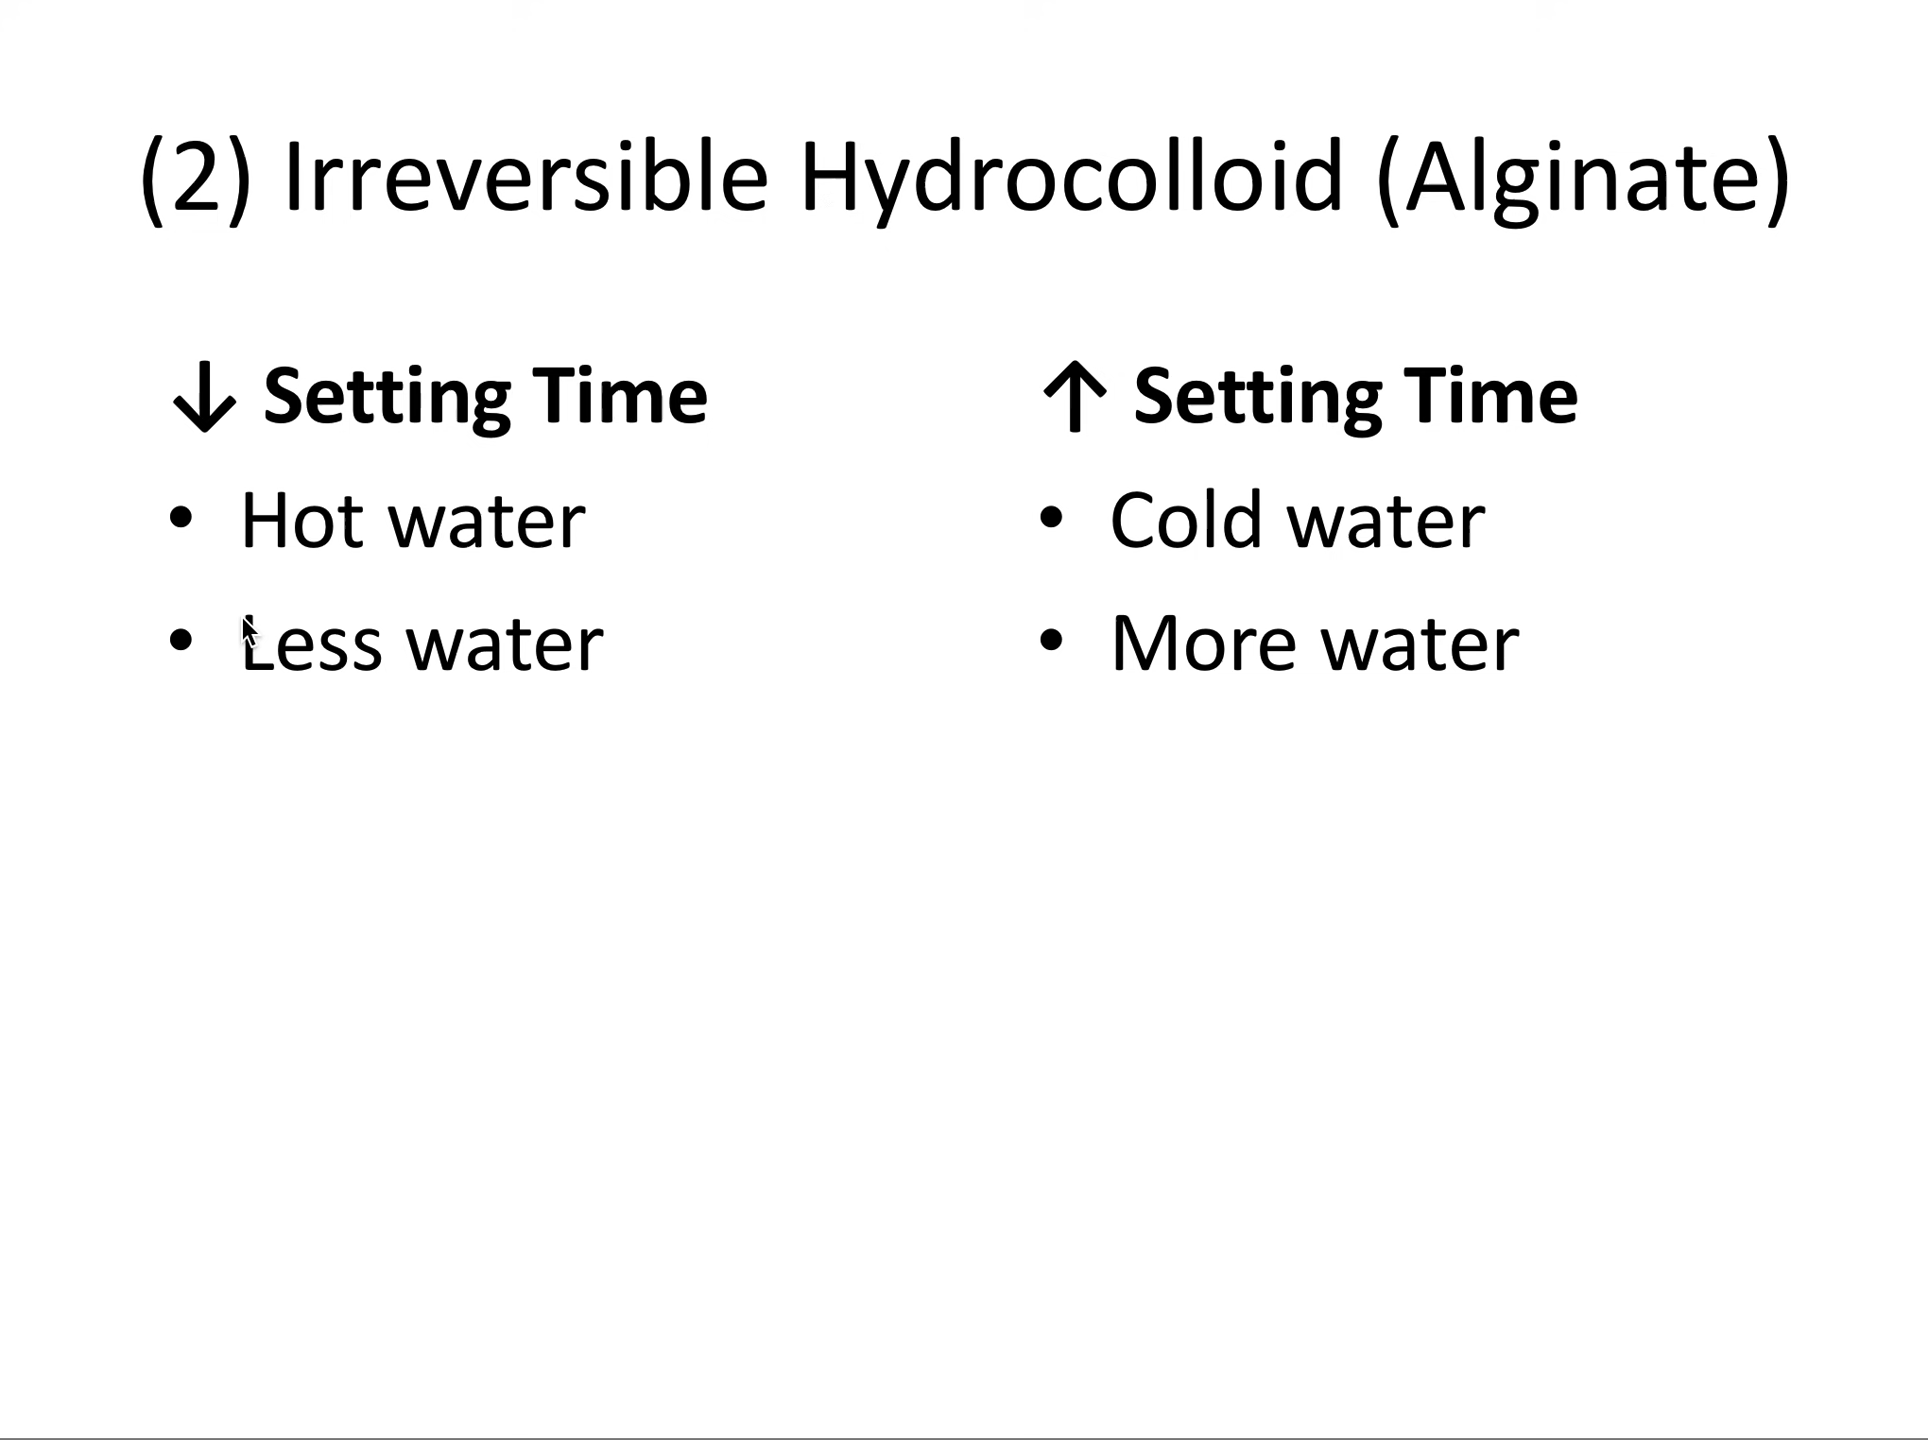 (2) Irreversible Hydrocolloid (Alginate)
↓ Setting Time
• Hot water
• Less water
↑ Setting Time
• Cold water
• More water